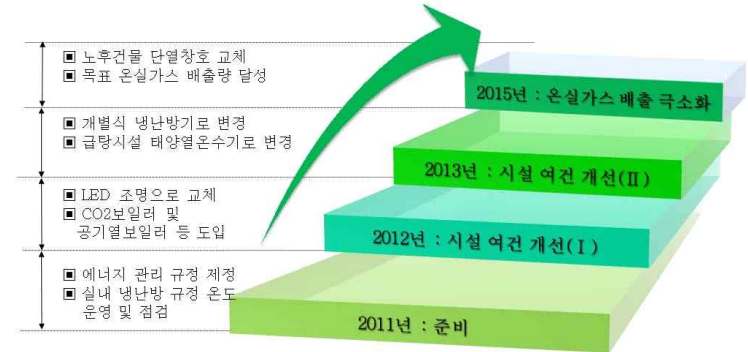 ▣ 노후건물 단열창호 교체
▣ 목표 온실가스 배출량 달성
2015년 : 온실가스 배출 극소화
▣ 개별식 냉난방기로 변경
▣ 급탕시설 태양열온수기로 변경
2013년 : 시설 여건 개선(Ⅱ)
▣ LED 조명으로 교체
▣ CO2보일러 및
공기열보일러 등 도입
2012년 : 시설 여건 개선(Ⅰ)
▣ 에너지 관리 규정 제정
▣ 실내 냉난방 규정 온도
운영 및 점검
2011년 : 준비